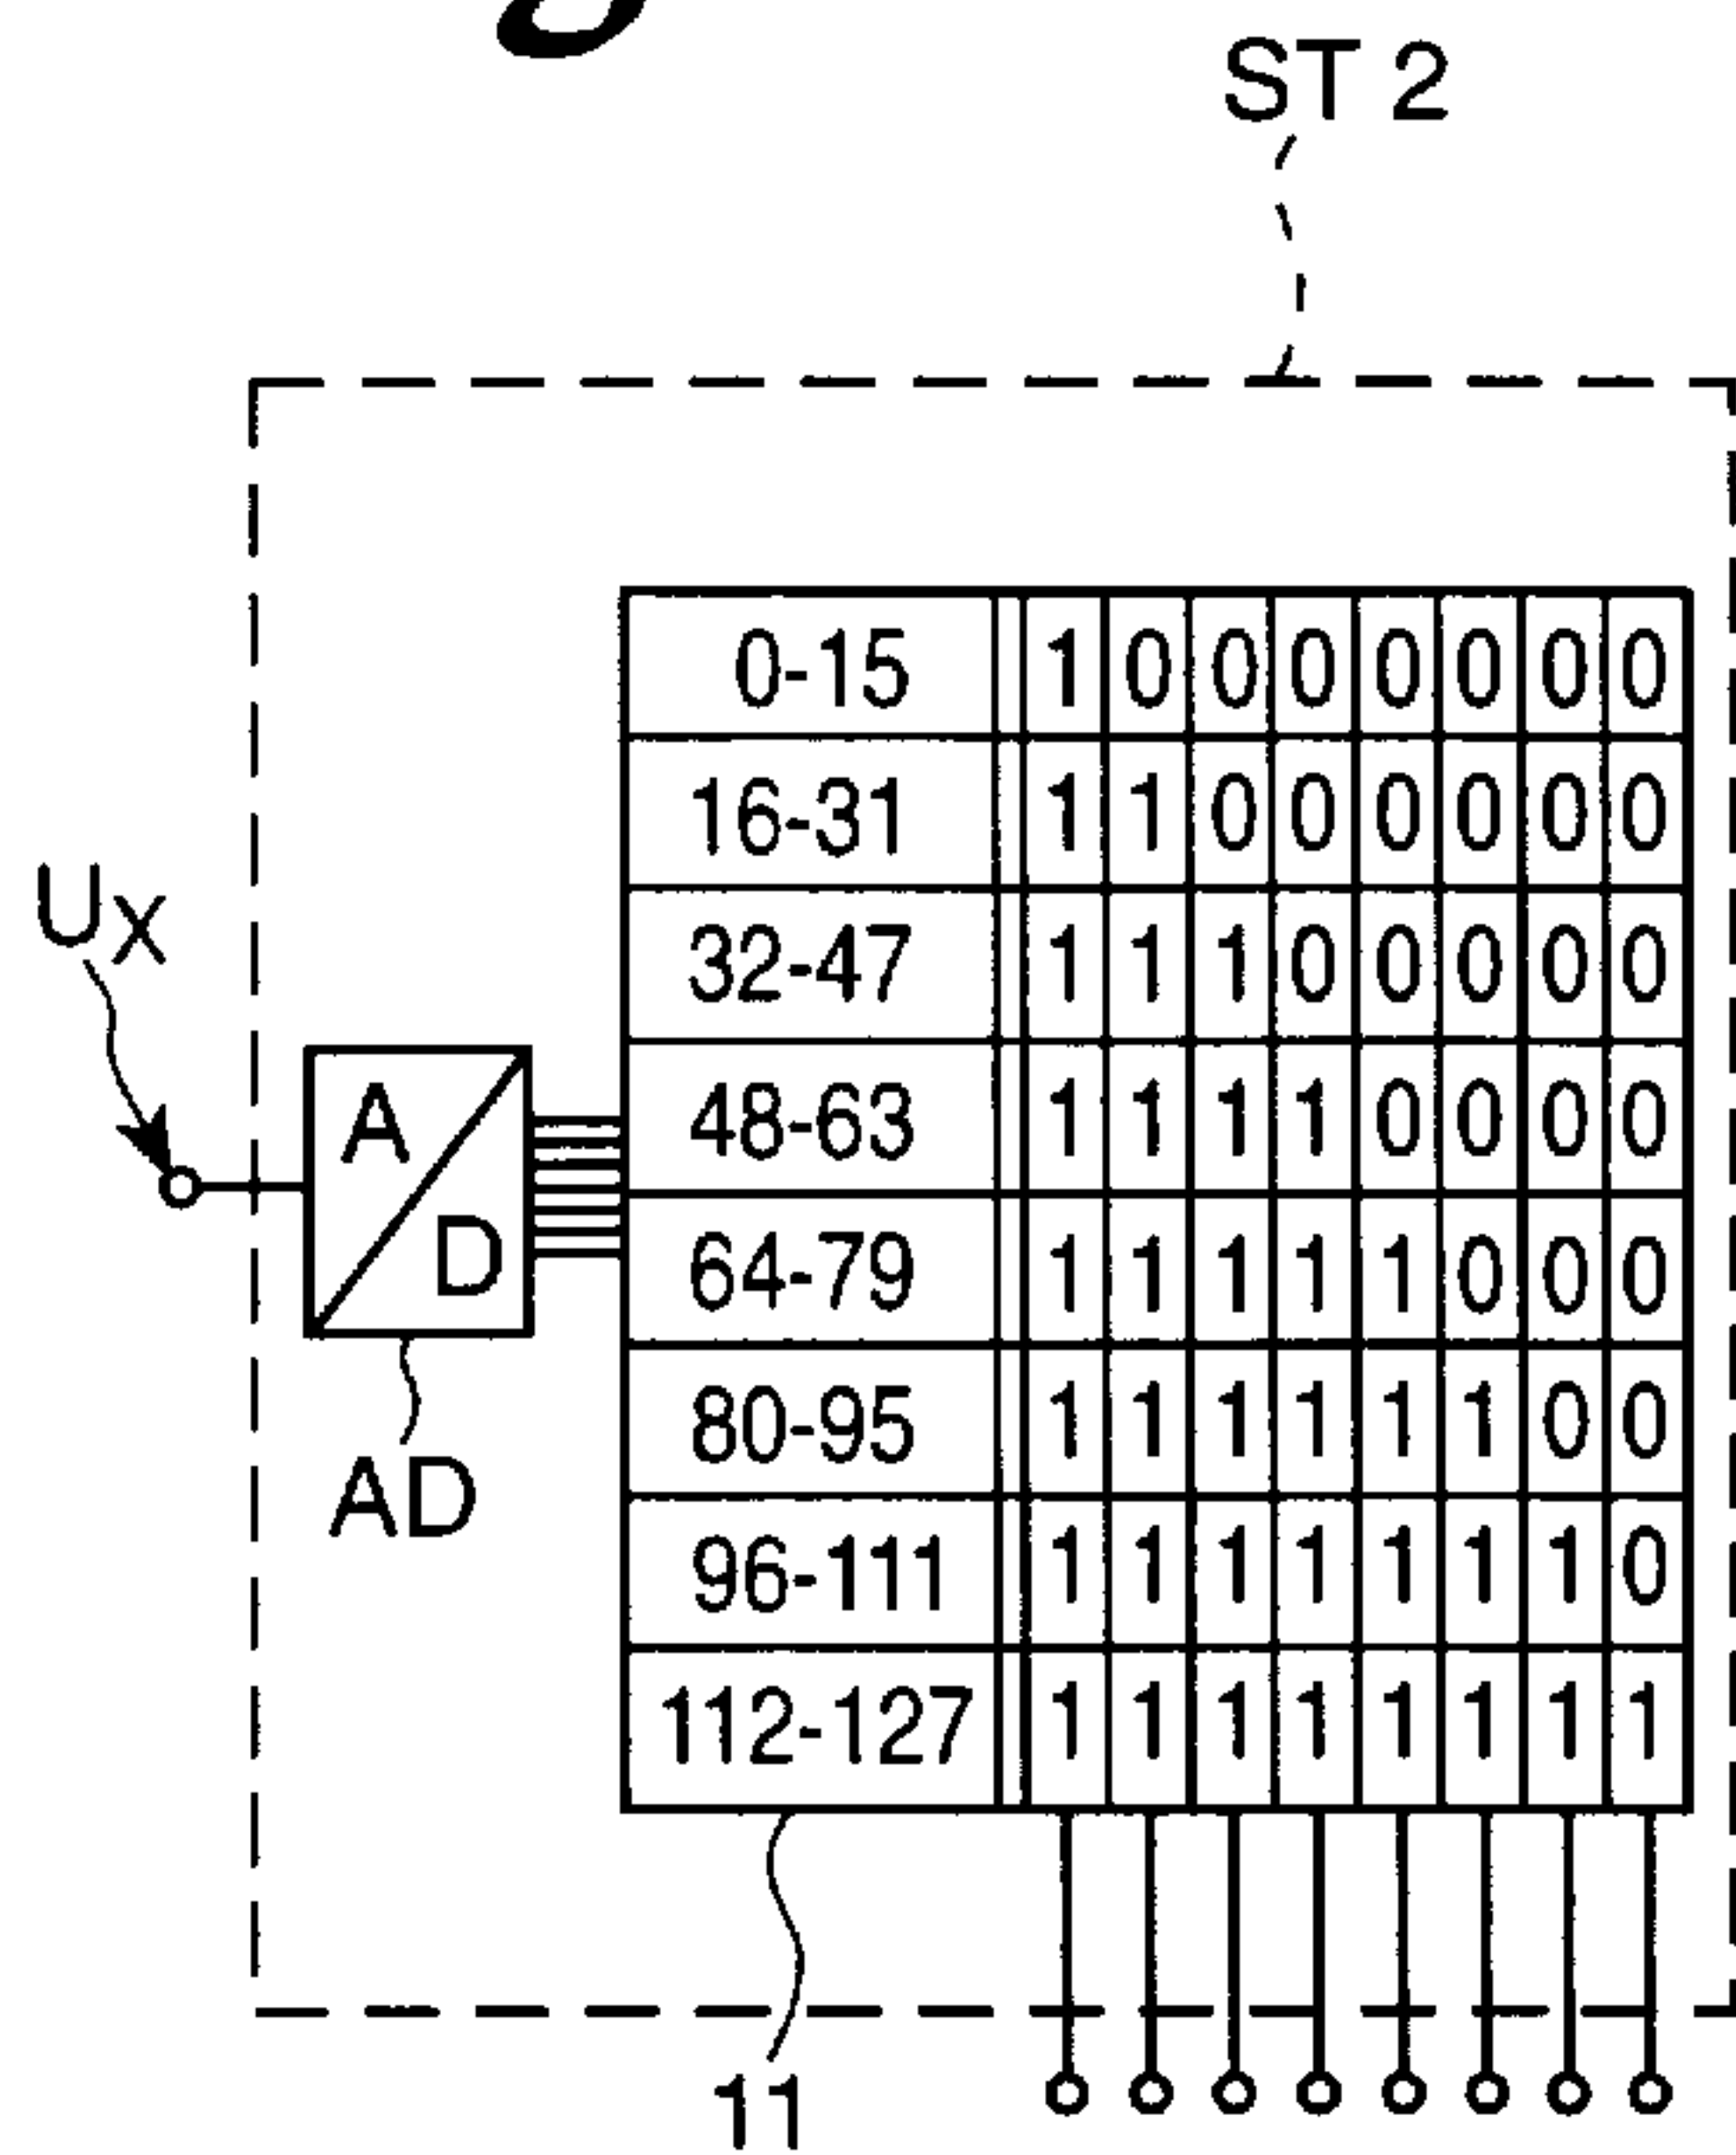 ST 2
0-15 1 0 0 0 0 0 0 0
16-31 1 1 0 0 0 0 0 0
32-47 1 1 1 0 0 0 0 0
48-63 1 1 1 1 0 0 0 0
64-79 1 1 1 1 1 0 0 0
80-95 1 1 1 1 1 1 0 0
96-111 1 1 1 1 1 1 1 0
112-127 1 1 1 1 1 1 1 1
UX
A
D
AD
11